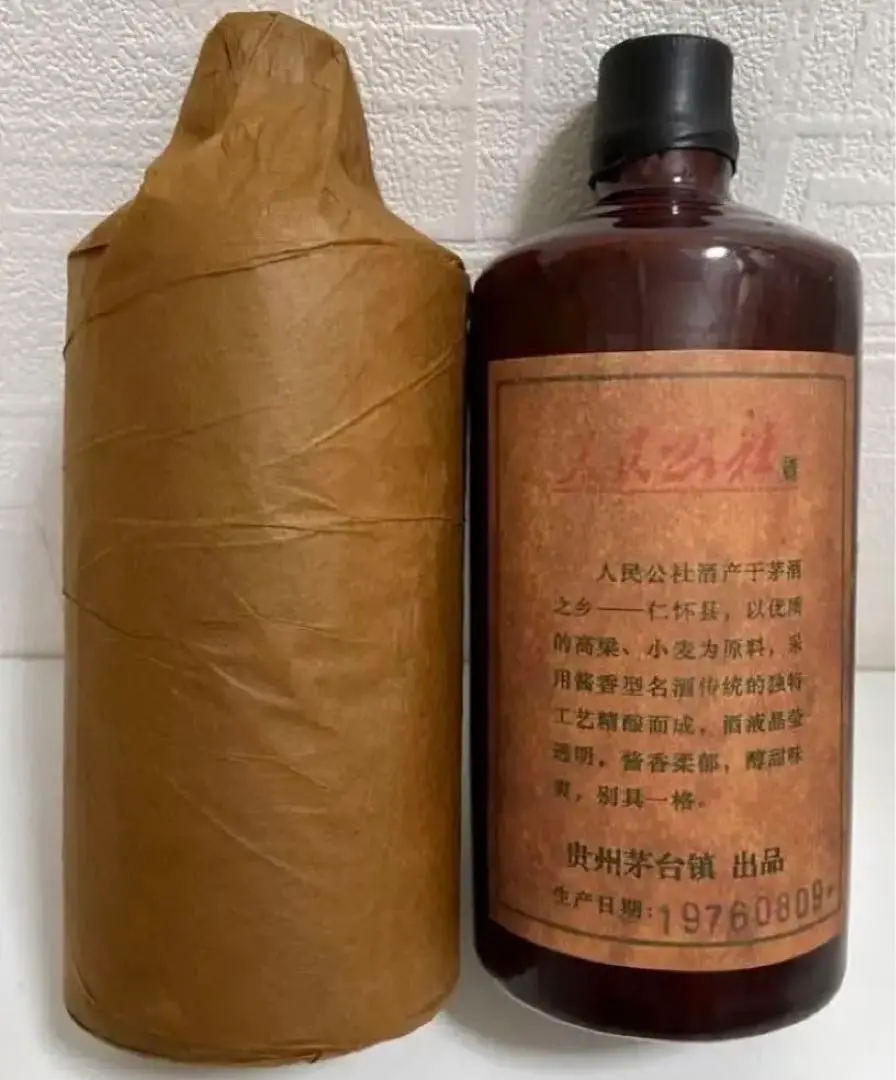 人民公社酒
人民公社酒产于茅酒
之乡——仁怀县,以优质
的高粱、小麦为原料,采
用酱香型名酒传统的独特
工艺精酿而成,酒液晶莹
透明,酱香柔郁,醇甜味
爽,别具一格。
贵州茅台镇 出品
生产日期:19760809